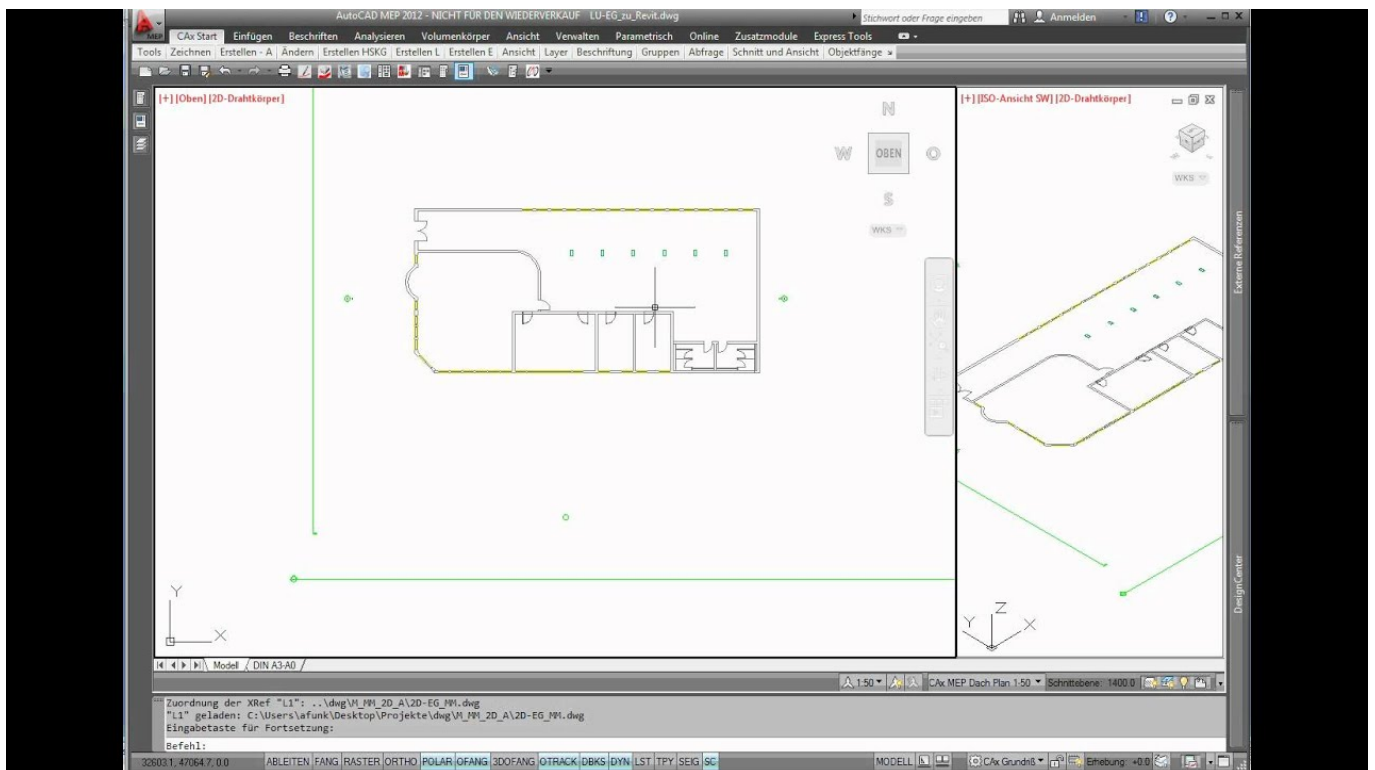 AutoCAD MEP 2012 - NICHT FÜR DEN WIEDERVERKAUF LU-EG_zu_Revit.dwg
Stichwort oder Frage eingeben
Anmelden
MEP
CAx Start Einfügen Beschriften Analysieren Volumenkörper Ansicht Verwalten Parametrisch Online Zusatzmodule Express Tools
Tools Zeichnen Erstellen - A Ändern Erstellen HSKG Erstellen L Erstellen E Ansicht Layer Beschriftung Gruppen Abfrage Schnitt und Ansicht Objektfänge
[+] [Oben] [2D-Drahtkörper]
[+] [ISO-Ansicht SW] [2D-Drahtkörper]
N
W OBEN O
S
WKS
WKS
Externe Referenzen
DesignCenter
Y
X
Z
Y X
Modell DIN A3-A0
1:50 CAx MEP Dach Plan 1-50 Schnittebene: 1400.0
Zuordnung der XRef "L1": ..\dwg\M_MM_2D_A\2D-EG_MM.dwg
"L1" geladen: C:\Users\afunk\Desktop\Projekte\dwg\M_MM_2D_A\2D-EG_MM.dwg
Eingabetaste für Fortsetzung:
Befehl:
32603.1, 47064.7, 0.0 ABLEITEN FANG RASTER ORTHO POLAR OFANG 3DOFANG OTRACK DBKS DYN LST TPY SEIG SC MODELL CAx Grundriß Erhebung: +0.0